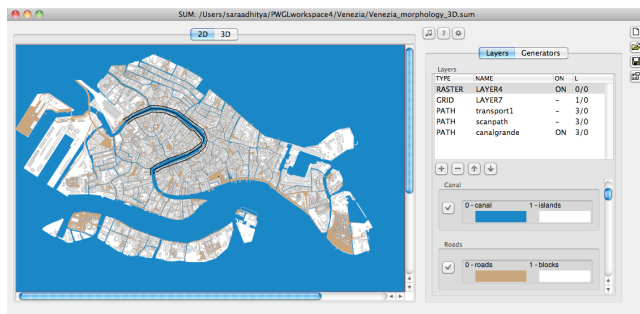 SUM: /Users/saraadhitya/PWGLworkspace4/Venezia/Venezia_morphology_3D.sum
2D 3D
?
Layers Generators
Layers
TYPE NAME ON L
RASTER LAYER4 ON 0/0
GRID LAYER7 - 1/0
PATH transport1 - 3/0
PATH scanpath - 3/0
PATH canalgrande ON 3/0
Canal
0 - canal 1 - islands
Roads
0 - roads 1 - blocks